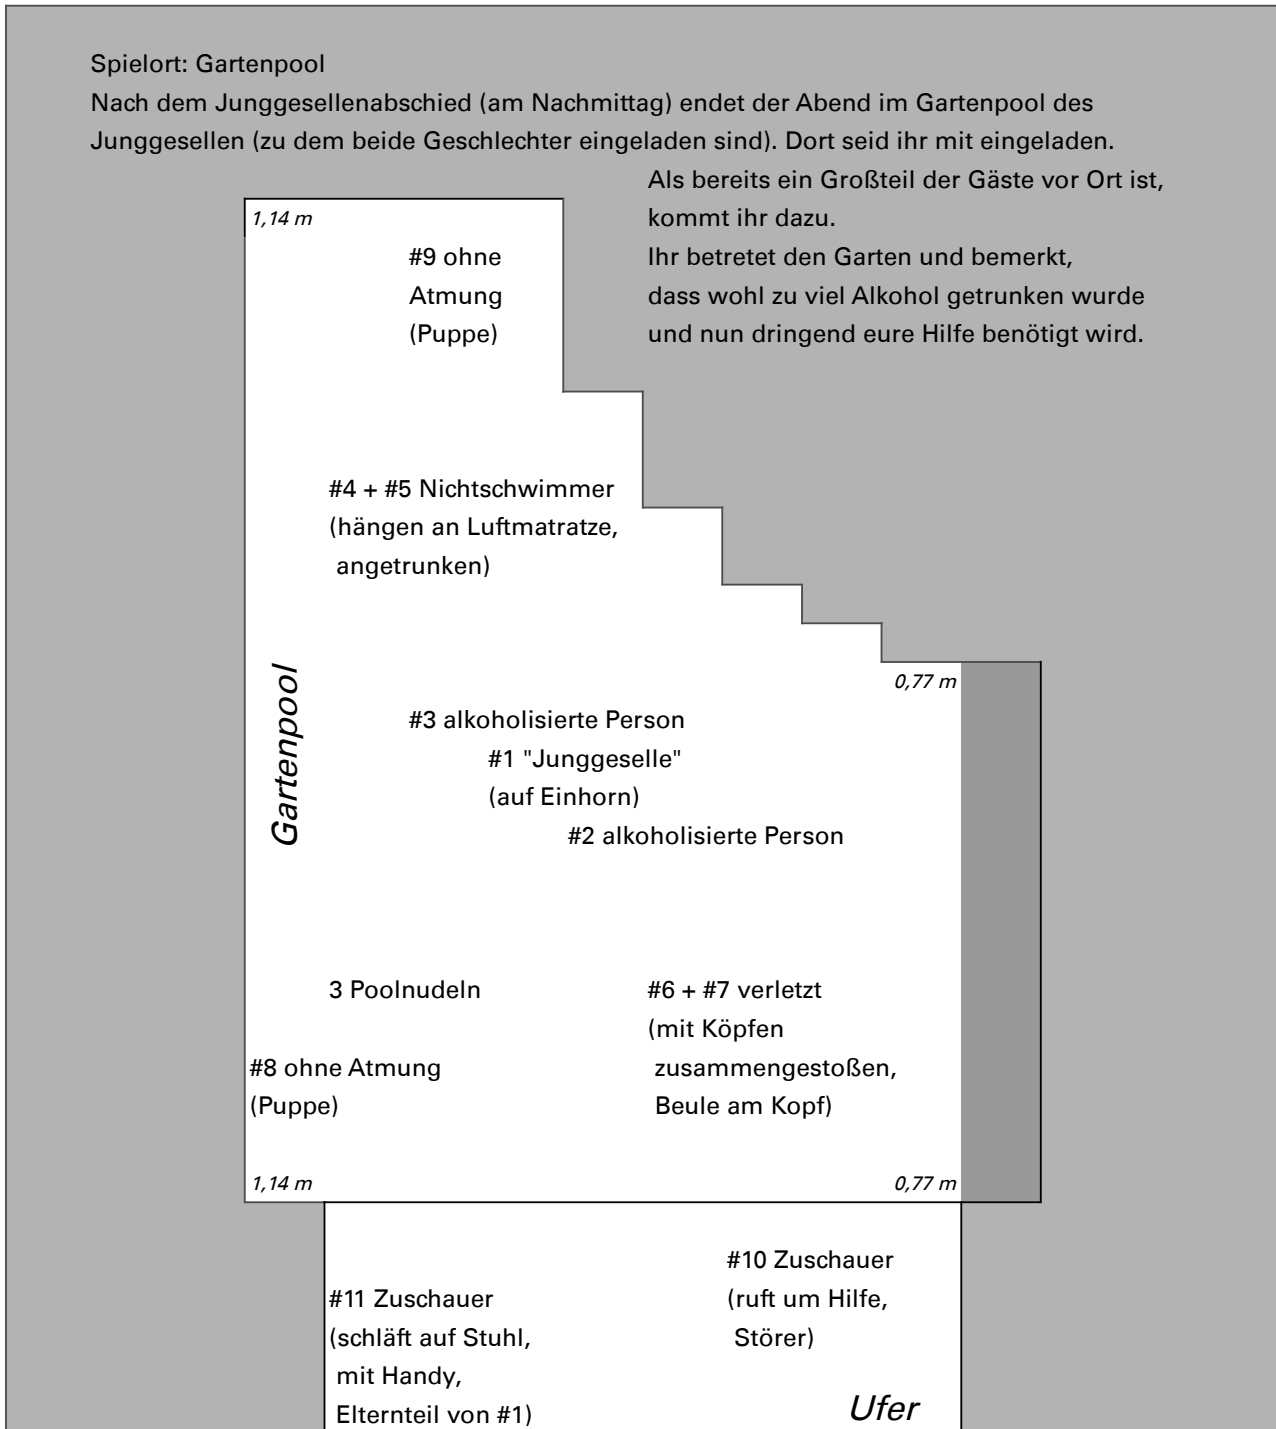 Spielort: Gartenpool
Nach dem Junggesellenabschied (am Nachmittag) endet der Abend im Gartenpool des
Junggesellen (zu dem beide Geschlechter eingeladen sind). Dort seid ihr mit eingeladen.
Als bereits ein Großteil der Gäste vor Ort ist,
kommt ihr dazu.
Ihr betretet den Garten und bemerkt,
dass wohl zu viel Alkohol getrunken wurde
und nun dringend eure Hilfe benötigt wird.
1,14 m
#9 ohne
Atmung
(Puppe)
#4 + #5 Nichtschwimmer
(hängen an Luftmatratze,
angetrunken)
Gartenpool
0,77 m
#3 alkoholisierte Person
#1 "Junggeselle"
(auf Einhorn)
#2 alkoholisierte Person
3 Poolnudeln
#6 + #7 verletzt
(mit Köpfen
zusammengestoßen,
Beule am Kopf)
#8 ohne Atmung
(Puppe)
1,14 m
0,77 m
#10 Zuschauer
(ruft um Hilfe,
Störer)
#11 Zuschauer
(schläft auf Stuhl,
mit Handy,
Elternteil von #1)
Ufer